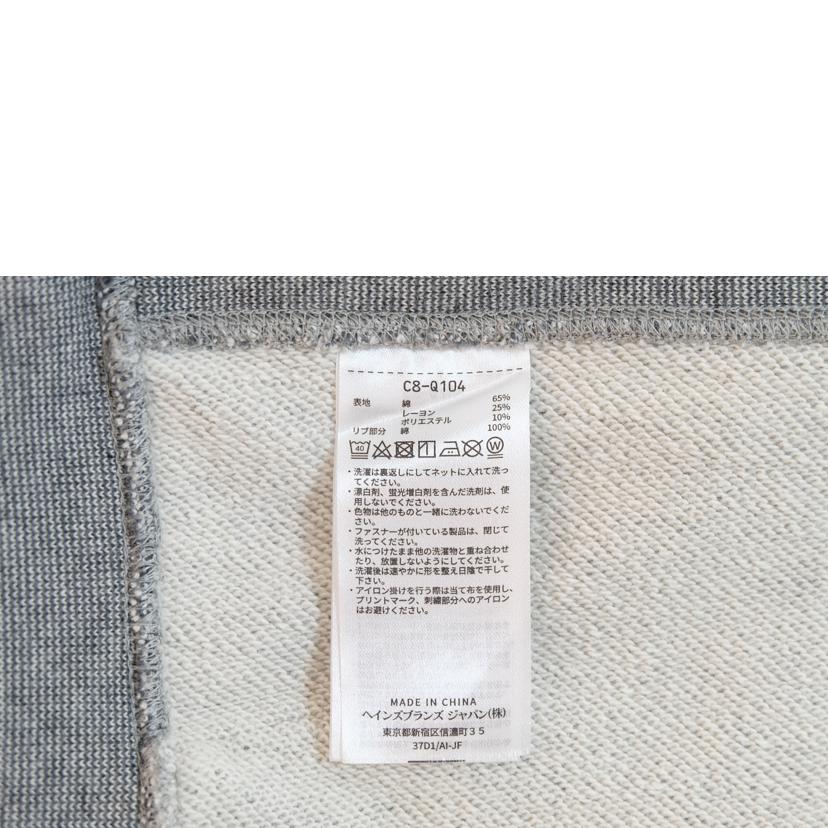 C8-Q104
表地 綿 65%
レーヨン 25%
ポリエステル 10%
リブ部分 綿 100%
40 W
・洗濯は裏返しにしてネットに入れて洗っ
てください。
・漂白剤、蛍光増白剤を含んだ洗剤は、使
用しないでください。
・色物は他のものと一緒に洗わないでくだ
さい。
・ファスナーが付いている製品は、閉じて
洗ってください。
・水につけたまま他の洗濯物と重ね合わせ
たり、放置しないようにしてください。
・洗濯後は速やかに形を整え日陰で干して
下さい。
・アイロン掛けを行う際は当て布を使用し、
プリントマーク、刺繍部分へのアイロン
はお避けください。
MADE IN CHINA
ヘインズブランズ ジャパン(株)
東京都新宿区信濃町35
37D1/AI-JF